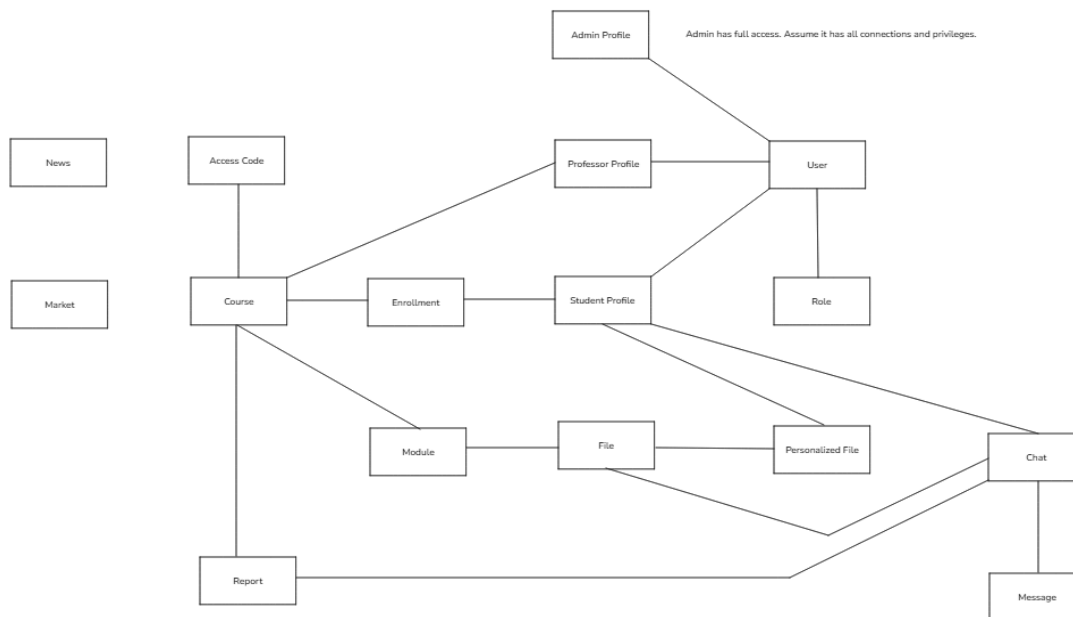 Admin Profile
Admin has full access. Assume it has all connections and privileges.
News
Access Code
Professor Profile
User
Market
Course
Enrollment
Student Profile
Role
Module
File
Personalized File
Chat
Report
Message